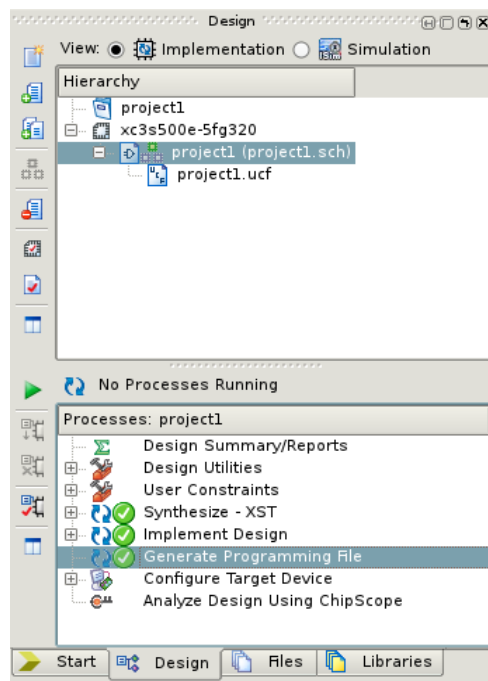 Design
View: Implementation Simulation
Hierarchy
project1
xc3s500e-5fg320
project1 (project1.sch)
project1.ucf
No Processes Running
Processes: project1
Design Summary/Reports
Design Utilities
User Constraints
Synthesize - XST
Implement Design
Generate Programming File
Configure Target Device
Analyze Design Using ChipScope
Start Design Files Libraries